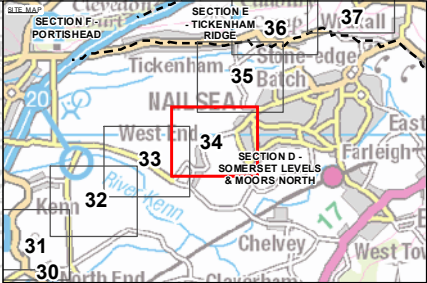 SITE MAP
SECTION F -
PORTISHEAD
SECTION E
- TICKENHAM
RIDGE
36
37
Tickenham
35
Stone-edge
Batch
20
NAILSEA
West-End
34
33
East
SECTION D -
SOMERSET LEVELS
& MOORS NORTH
Farleigh
32
River Kenn
Kenn
17
31
Chelvey
West Tow
30
North End